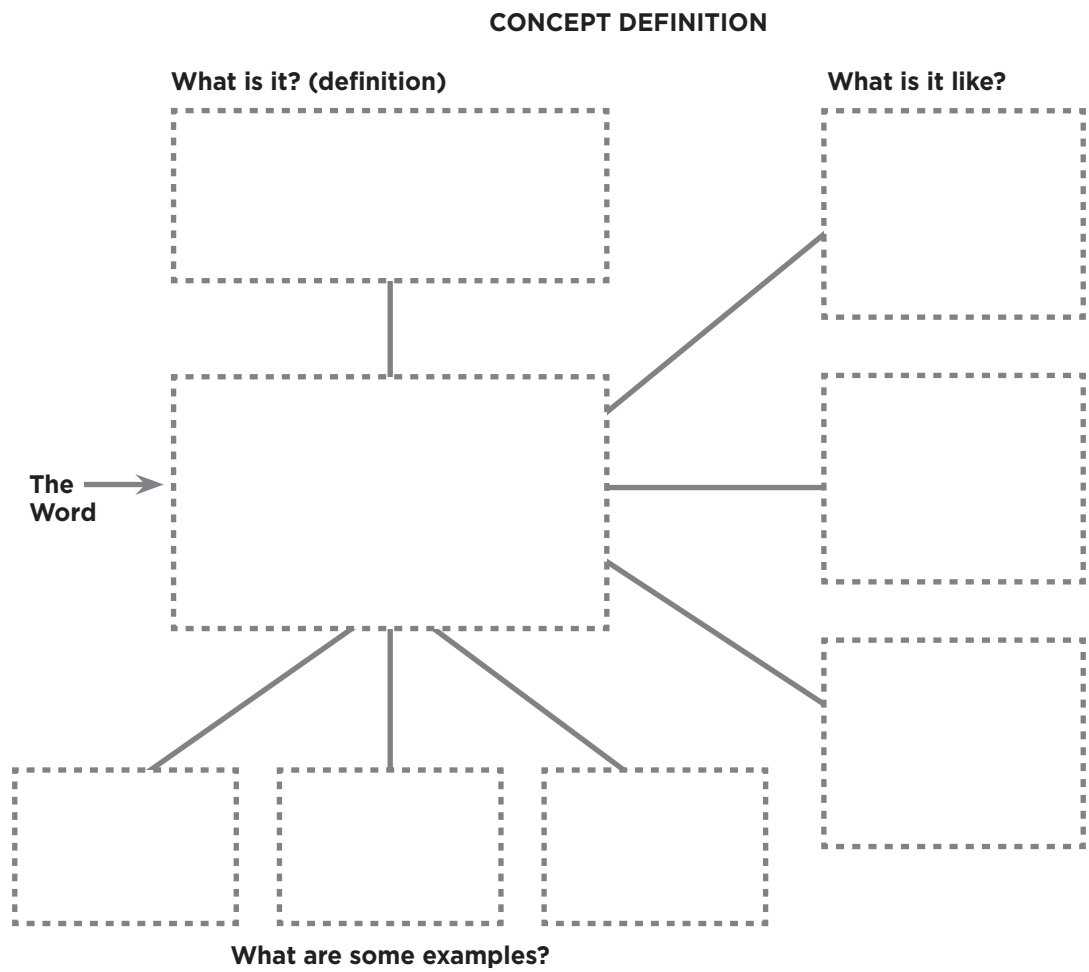 CONCEPT DEFINITION
What is it? (definition)
What is it like?
The
Word
What are some examples?